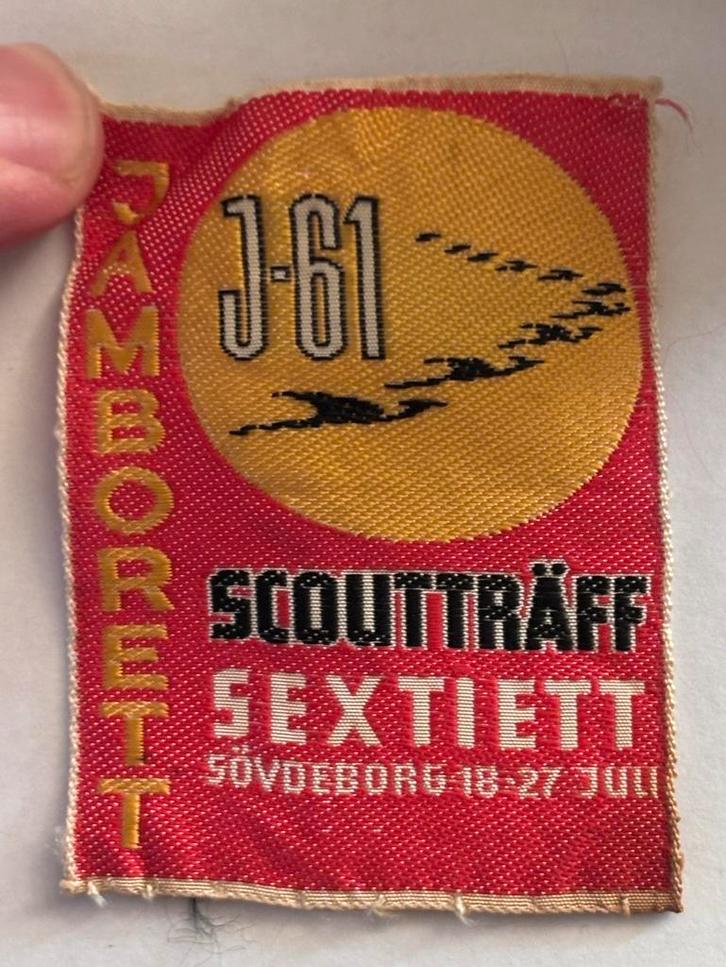 JAMBORETT
J-61
SCOUTTRÄFF
SEXTIETT
SÖVDEBORG 18-27 JULI